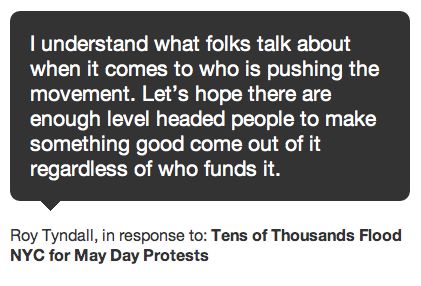 I understand what folks talk about
when it comes to who is pushing the
movement. Let's hope there are
enough level headed people to make
something good come out of it
regardless of who funds it.
Roy Tyndall, in response to: Tens of Thousands Flood
NYC for May Day Protests